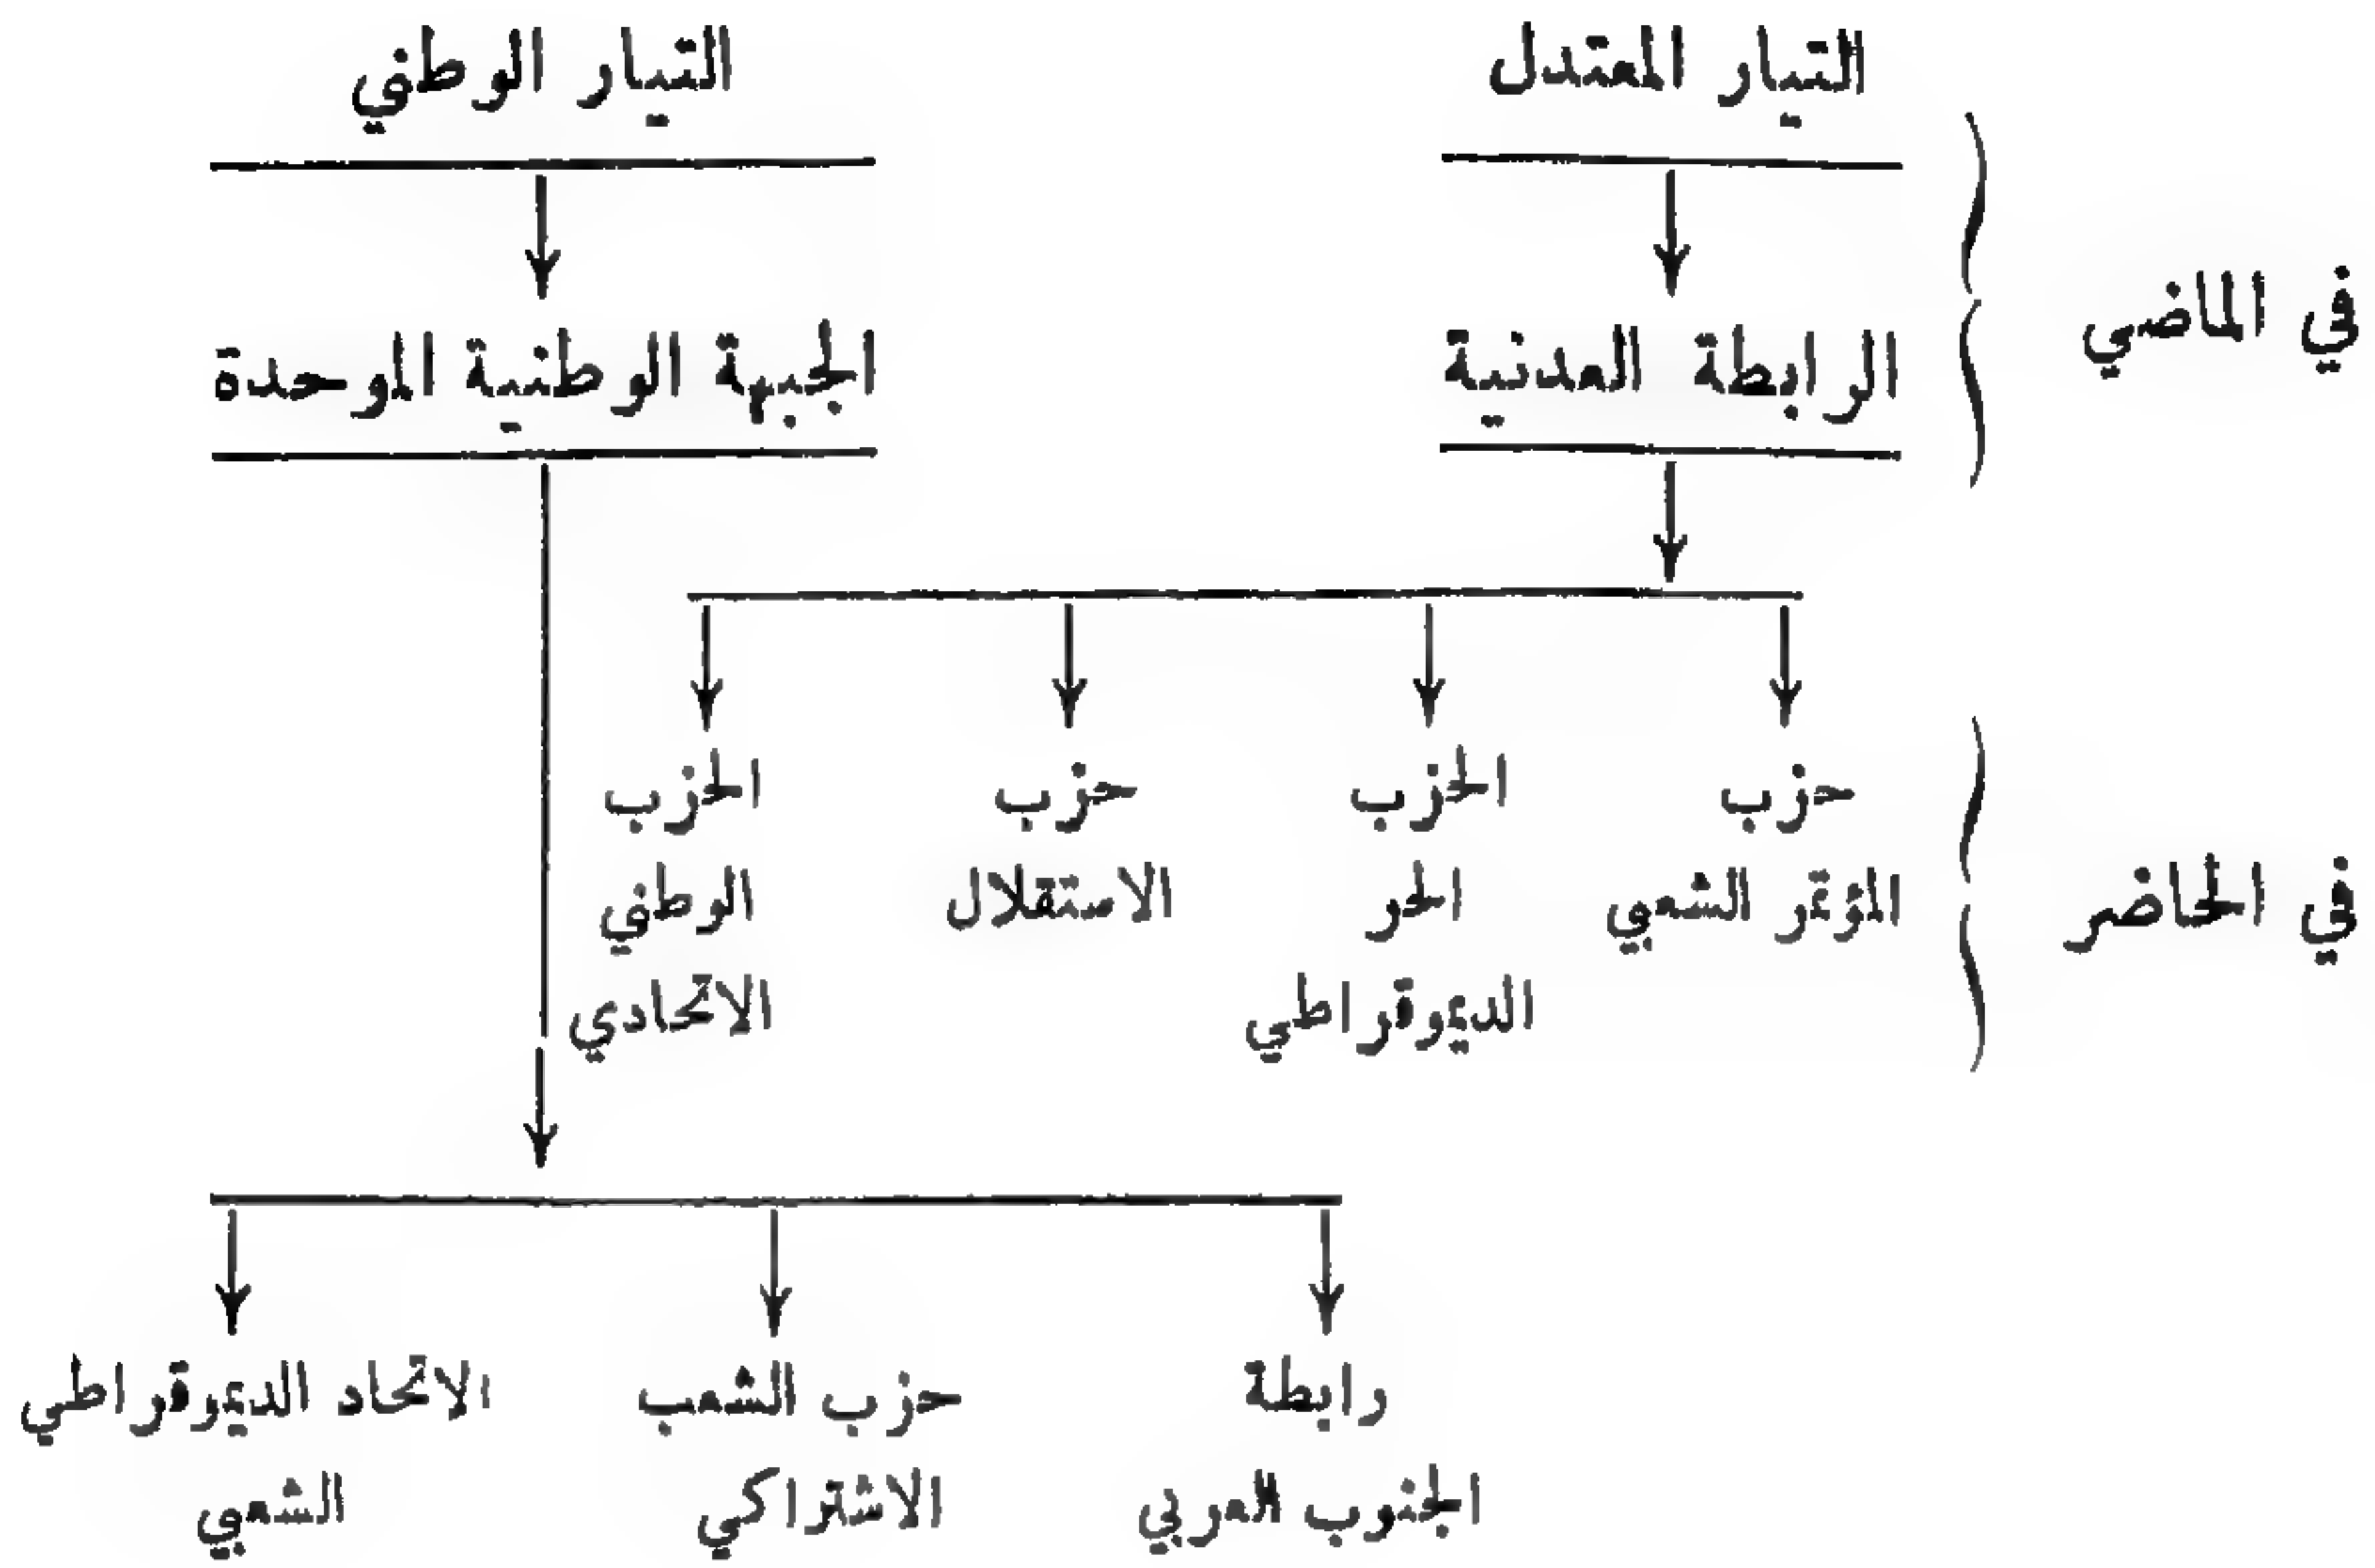 التيار المعتدل
التيار الوطني
في الماضي
الرابطة العدنية
الجبهة الوطنية الموحدة
في الحاضر
حزب
المؤتمر الشعبي
الحزب
الحر
الديموقراطي
حزب
الاستقلال
الحزب
الوطني
الاتحادي
رابطة
الجنوب العربي
حزب الشعب
الاشتراكي
الاتحاد الديموقراطي
الشعبي